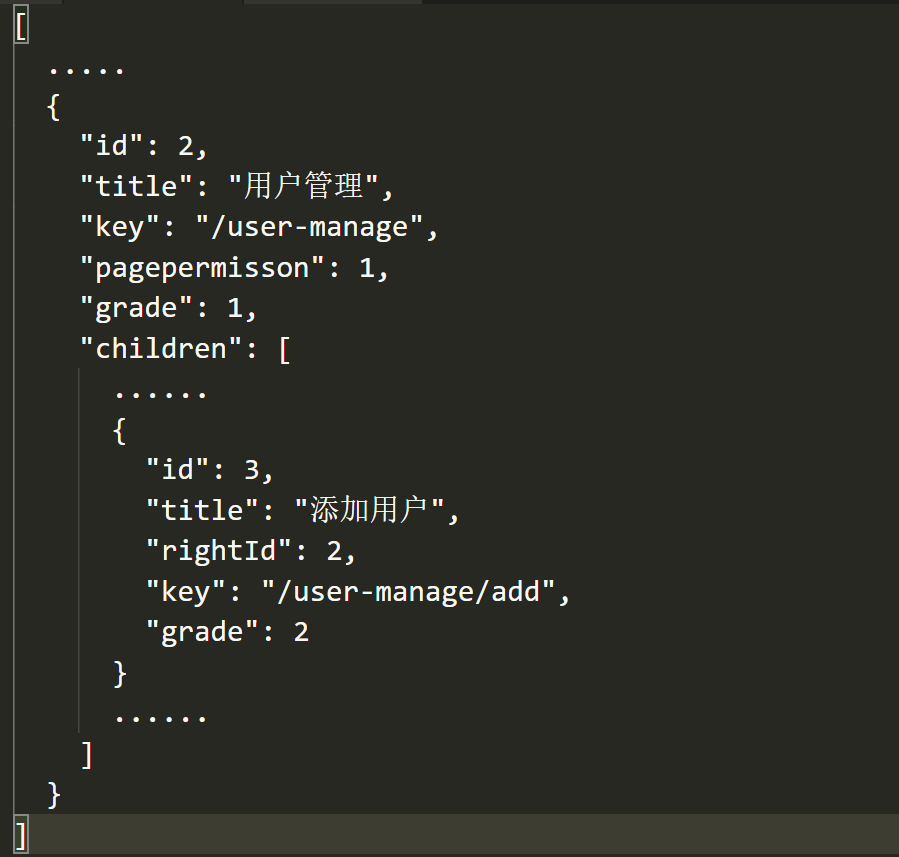 [
.....
{
"id": 2,
"title": "用户管理",
"key": "/user-manage",
"pagepermisson": 1,
"grade": 1,
"children": [
......
{
"id": 3,
"title": "添加用户",
"rightId": 2,
"key": "/user-manage/add",
"grade": 2
}
......
]
}
]